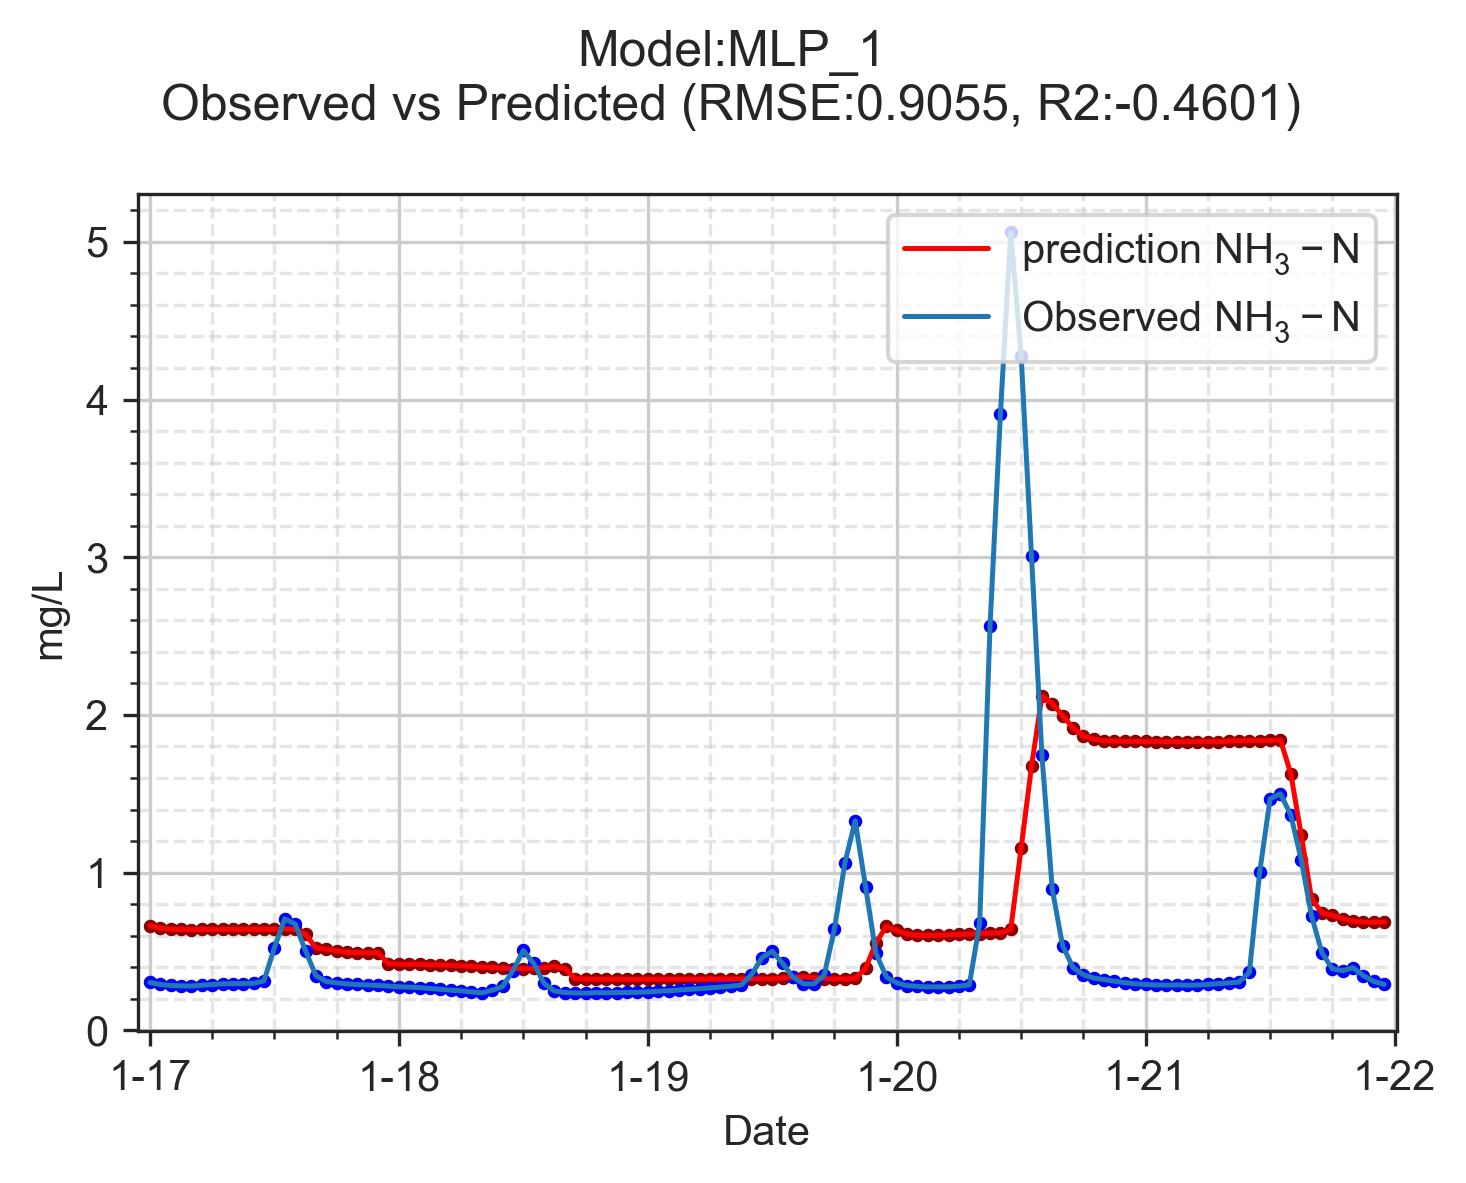 Model:MLP_1
Observed vs Predicted (RMSE:0.9055, R2:-0.4601)
prediction NH₃ − N
Observed NH₃ − N
5
4
3
2
1
0
mg/L
1-17 1-18 1-19 1-20 1-21 1-22
Date